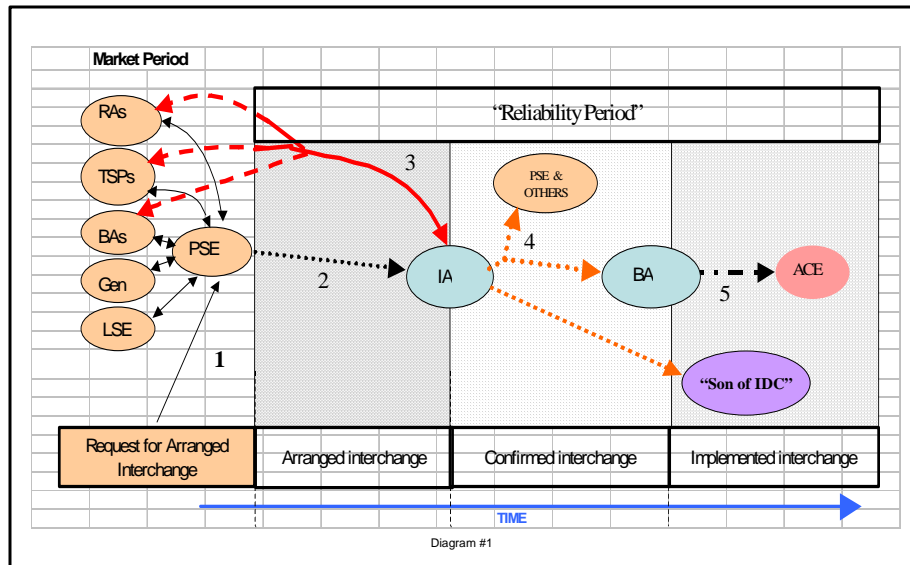 Market Period
RAs
"Reliability Period"
3
TSPs
PSE &
OTHERS
BAs
PSE
4
Gen
2
IA
BA
5
ACE
LSE
1
“Son of IDC”
Request for Arranged
Interchange
Arranged interchange
Confirmed interchange
Implemented interchange
TIME
Diagram #1